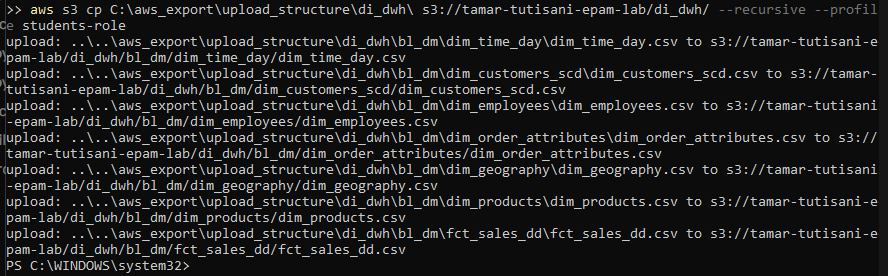 >> aws s3 cp C:\aws_export\upload_structure\di_dwh\ s3://tamar-tutisani-epam-lab/di_dwh/ --recursive --profil
e students-role
upload: ..\..\aws_export\upload_structure\di_dwh\bl_dm\dim_time_day\dim_time_day.csv to s3://tamar-tutisani-e
pam-lab/di_dwh/bl_dm/dim_time_day/dim_time_day.csv
upload: ..\..\aws_export\upload_structure\di_dwh\bl_dm\dim_customers_scd\dim_customers_scd.csv to s3://tamar-
tutisani-epam-lab/di_dwh/bl_dm/dim_customers_scd/dim_customers_scd.csv
upload: ..\..\aws_export\upload_structure\di_dwh\bl_dm\dim_employees\dim_employees.csv to s3://tamar-tutisani
-epam-lab/di_dwh/bl_dm/dim_employees/dim_employees.csv
upload: ..\..\aws_export\upload_structure\di_dwh\bl_dm\dim_order_attributes\dim_order_attributes.csv to s3://
tamar-tutisani-epam-lab/di_dwh/bl_dm/dim_order_attributes/dim_order_attributes.csv
upload: ..\..\aws_export\upload_structure\di_dwh\bl_dm\dim_geography\dim_geography.csv to s3://tamar-tutisani
-epam-lab/di_dwh/bl_dm/dim_geography/dim_geography.csv
upload: ..\..\aws_export\upload_structure\di_dwh\bl_dm\dim_products\dim_products.csv to s3://tamar-tutisani-e
pam-lab/di_dwh/bl_dm/dim_products/dim_products.csv
upload: ..\..\aws_export\upload_structure\di_dwh\bl_dm\fct_sales_dd\fct_sales_dd.csv to s3://tamar-tutisani-e
pam-lab/di_dwh/bl_dm/fct_sales_dd/fct_sales_dd.csv
PS C:\WINDOWS\system32>